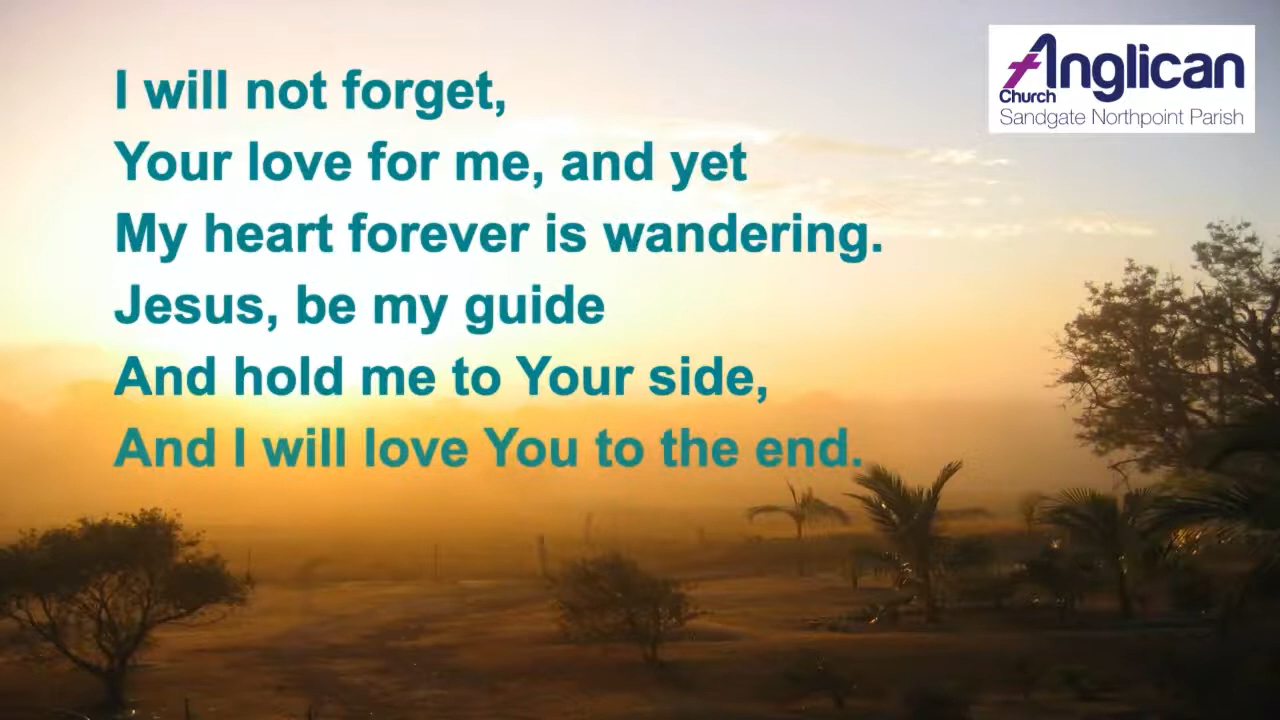 I will not forget,
Your love for me, and yet
My heart forever is wandering.
Jesus, be my guide
And hold me to Your side,
And I will love You to the end.
Anglican
Church
Sandgate Northpoint Parish